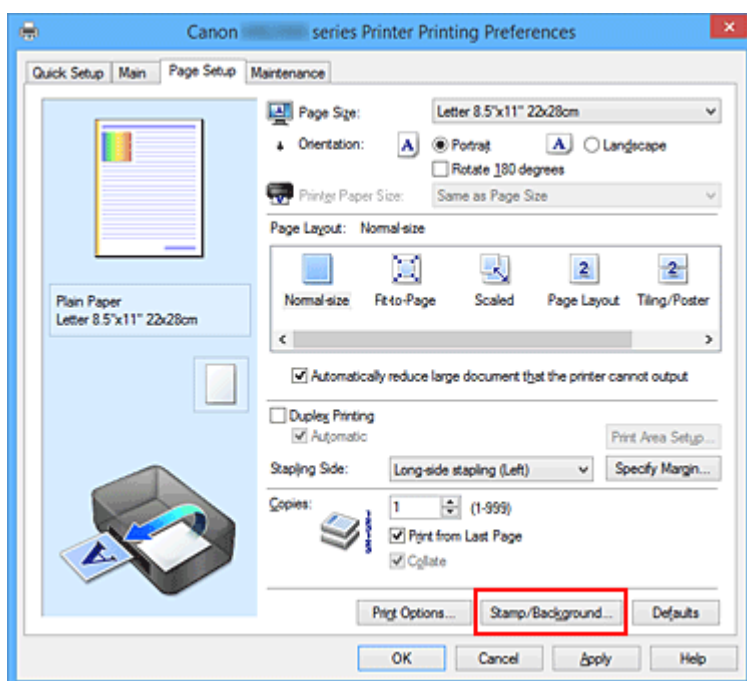 Canon series Printer Printing Preferences
Quick Setup Main Page Setup Maintenance
Page Size: Letter 8.5"x11" 22x28cm
Orientation: A Portrait A Landscape
Rotate 180 degrees
Printer Paper Size: Same as Page Size
Page Layout: Normal-size
2 2
Normal-size Fit-to-Page Scaled Page Layout Tiling/Poster
Plain Paper
Letter 8.5"x11" 22x28cm
Automatically reduce large document that the printer cannot output
Duplex Printing
Automatic
Print Area Setup...
Stapling Side: Long-side stapling (Left) Specify Margin...
Copies: 1 (1-999)
Print from Last Page
Collate
A
Print Options... Stamp/Background... Defaults
OK Cancel Apply Help